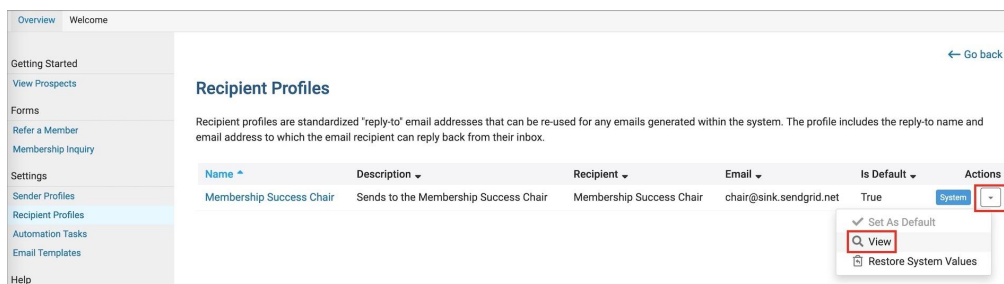 Overview Welcome
← Go back
Getting Started
View Prospects
Forms
Refer a Member
Membership Inquiry
Settings
Sender Profiles
Recipient Profiles
Automation Tasks
Email Templates
Help
Recipient Profiles
Recipient profiles are standardized "reply-to" email addresses that can be re-used for any emails generated within the system. The profile includes the reply-to name and
email address to which the email recipient can reply back from their inbox.
Name Description Recipient Email Is Default Actions
Membership Success Chair Sends to the Membership Success Chair Membership Success Chair chair@sink.sendgrid.net True System
Set As Default
View
Restore System Values